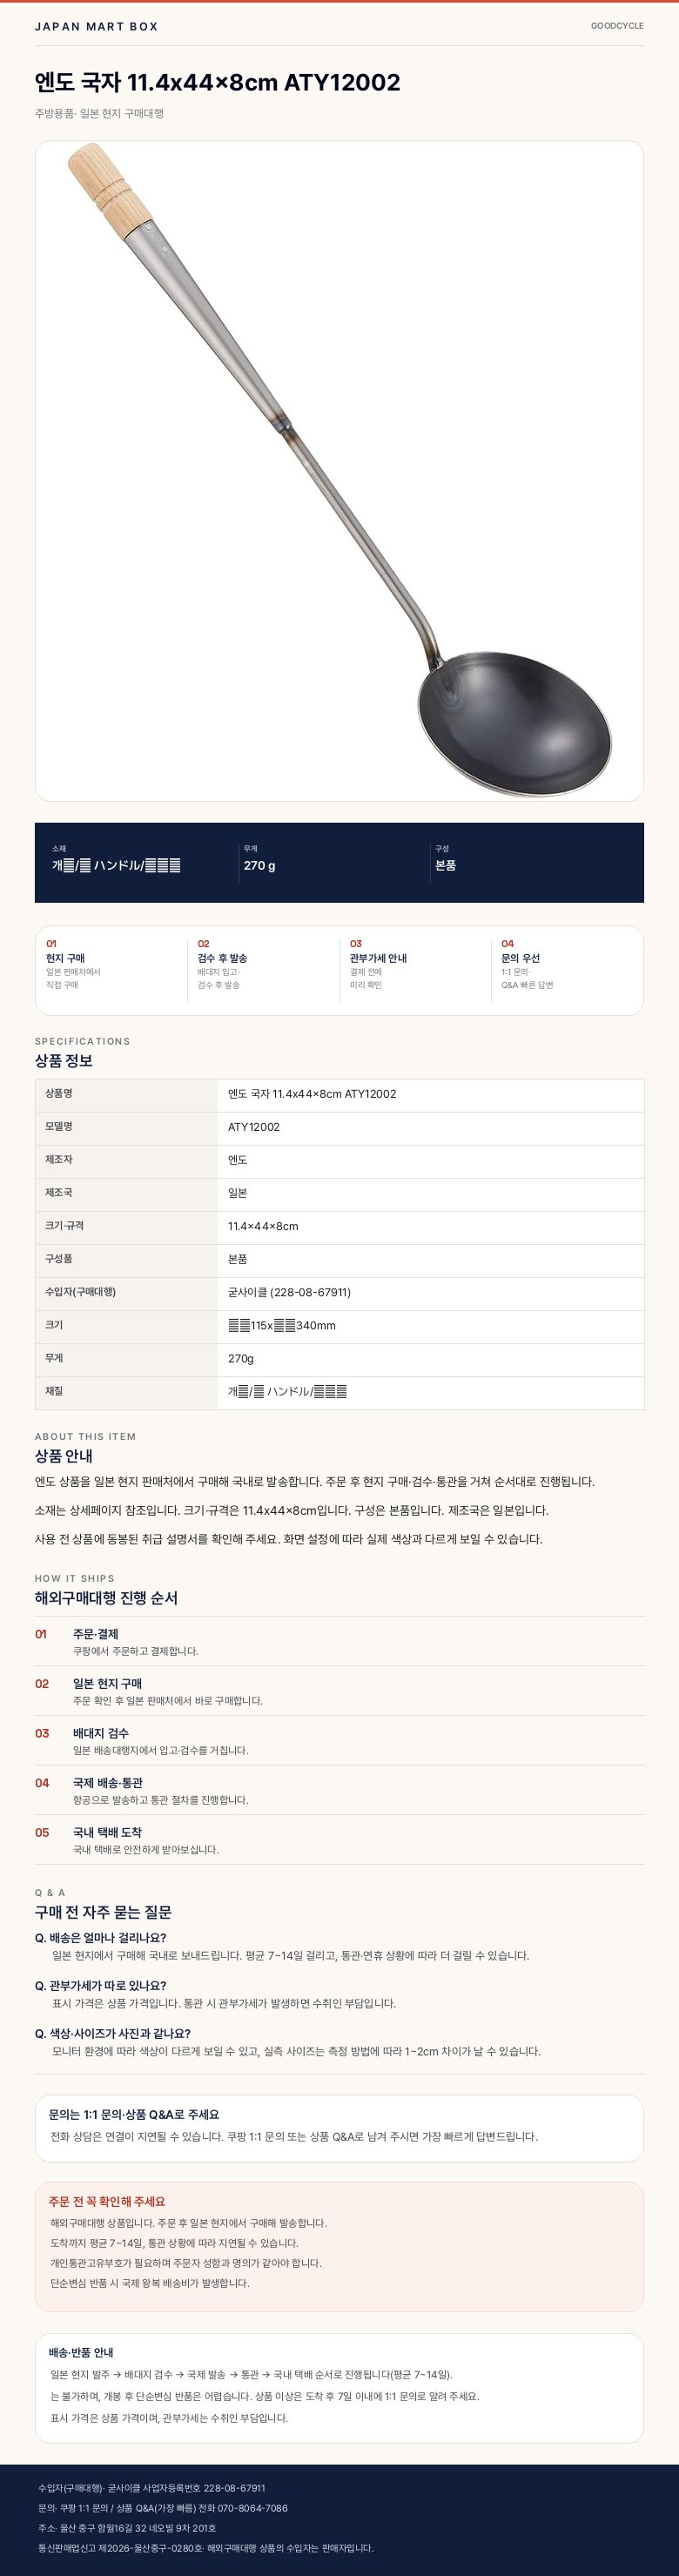 JAPAN MART BOX
GOODCYCLE
엔도 국자 11.4x44x8cm ATY12002
주방용품· 일본 현지 구매대행
소재
개 / ハンドル/
무게
270 g
구성
본품
01
현지 구매
일본 판매처에서
직접 구매
02
검수 후 발송
배대지 입고·
검수 후 발송
03
관부가세 안내
결제 전에
미리 확인
04
문의 우선
1:1 문의·
Q&A 빠른 답변
SPECIFICATIONS
상품 정보
상품명 엔도 국자 11.4x44x8cm ATY12002
모델명 ATY12002
제조자 엔도
제조국 일본
크기·규격 11.4x44x8cm
구성품 본품
수입자(구매대행) 굳사이클 (228-08-67911)
크기 115x 340mm
무게 270g
재질 개 / ハンドル/
ABOUT THIS ITEM
상품 안내
엔도 상품을 일본 현지 판매처에서 구매해 국내로 발송합니다. 주문 후 현지 구매·검수·통관을 거쳐 순서대로 진행됩니다.
소재는 상세페이지 참조입니다. 크기·규격은 11.4x44x8cm입니다. 구성은 본품입니다. 제조국은 일본입니다.
사용 전 상품에 동봉된 취급 설명서를 확인해 주세요. 화면 설정에 따라 실제 색상과 다르게 보일 수 있습니다.
HOW IT SHIPS
해외구매대행 진행 순서
01 주문·결제
쿠팡에서 주문하고 결제합니다.
02 일본 현지 구매
주문 확인 후 일본 판매처에서 바로 구매합니다.
03 배대지 검수
일본 배송대행지에서 입고·검수를 거칩니다.
04 국제 배송·통관
항공으로 발송하고 통관 절차를 진행합니다.
05 국내 택배 도착
국내 택배로 안전하게 받아보십니다.
Q & A
구매 전 자주 묻는 질문
Q. 배송은 얼마나 걸리나요?
일본 현지에서 구매해 국내로 보내드립니다. 평균 7~14일 걸리고, 통관·연휴 상황에 따라 더 걸릴 수 있습니다.
Q. 관부가세가 따로 있나요?
표시 가격은 상품 가격입니다. 통관 시 관부가세가 발생하면 수취인 부담입니다.
Q. 색상·사이즈가 사진과 같나요?
모니터 환경에 따라 색상이 다르게 보일 수 있고, 실측 사이즈는 측정 방법에 따라 1~2cm 차이가 날 수 있습니다.
문의는 1:1 문의·상품 Q&A로 주세요
전화 상담은 연결이 지연될 수 있습니다. 쿠팡 1:1 문의 또는 상품 Q&A로 남겨 주시면 가장 빠르게 답변드립니다.
주문 전 꼭 확인해 주세요
해외구매대행 상품입니다. 주문 후 일본 현지에서 구매해 발송합니다.
도착까지 평균 7~14일, 통관 상황에 따라 지연될 수 있습니다.
개인통관고유부호가 필요하며 주문자 성함과 명의가 같아야 합니다.
단순변심 반품 시 국제 왕복 배송비가 발생합니다.
배송·반품 안내
일본 현지 발주 → 배대지 검수 → 국제 발송 → 통관 → 국내 택배 순서로 진행됩니다(평균 7~14일).
는 불가하며, 개봉 후 단순변심 반품은 어렵습니다. 상품 이상은 도착 후 7일 이내에 1:1 문의로 알려 주세요.
표시 가격은 상품 가격이며, 관부가세는 수취인 부담입니다.
수입자(구매대행)· 굳사이클 사업자등록번호 228-08-67911
문의· 쿠팡 1:1 문의 / 상품 Q&A(가장 빠름) 전화 070-8064-7086
주소· 울산 중구 함월16길 32 네오빌 9차 201호
통신판매업신고 제2026-울산중구-0280호· 해외구매대행 상품의 수입자는 판매자입니다.